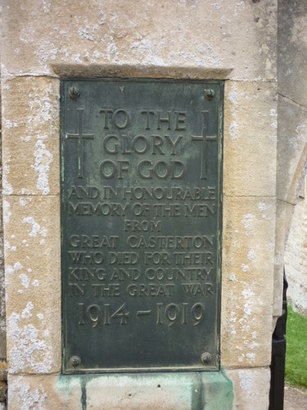 TO THE
GLORY
OF GOD
AND IN HONOURABLE
MEMORY OF THE MEN
FROM
GREAT CASTERTON
WHO DIED FOR THEIR
KING AND COUNTRY
IN THE GREAT WAR
1914 - 1919